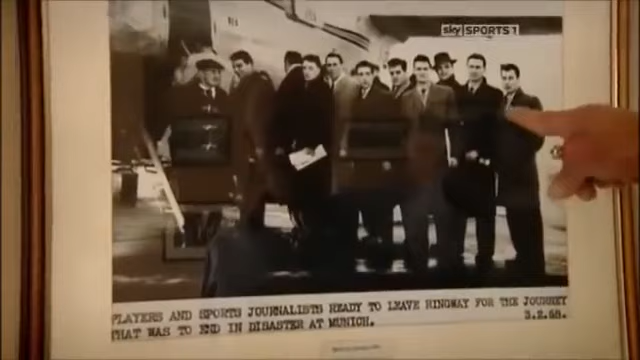 sky SPORTS 1
PLAYERS AND SPORTS JOURNALISTS READY TO LEAVE RINGWAY FOR THE JOURNEY
THAT WAS TO END IN DISASTER AT MUNICH. 3.2.58.